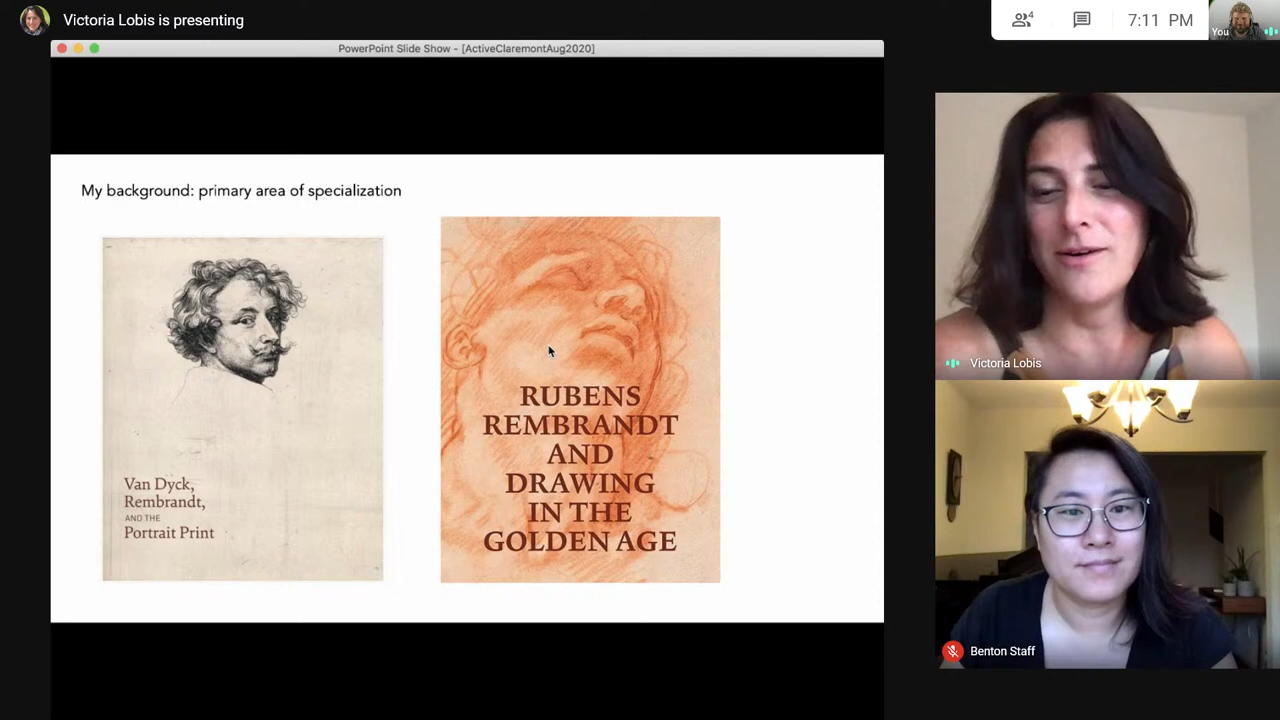 Victoria Lobis is presenting
4
7:11 PM
You
PowerPoint Slide Show - [ActiveClaremontAug2020]
My background: primary area of specialization
Van Dyck,
Rembrandt,
AND THE
Portrait Print
RUBENS
REMBRANDT
AND
DRAWING
IN THE
GOLDEN AGE
Victoria Lobis
Benton Staff